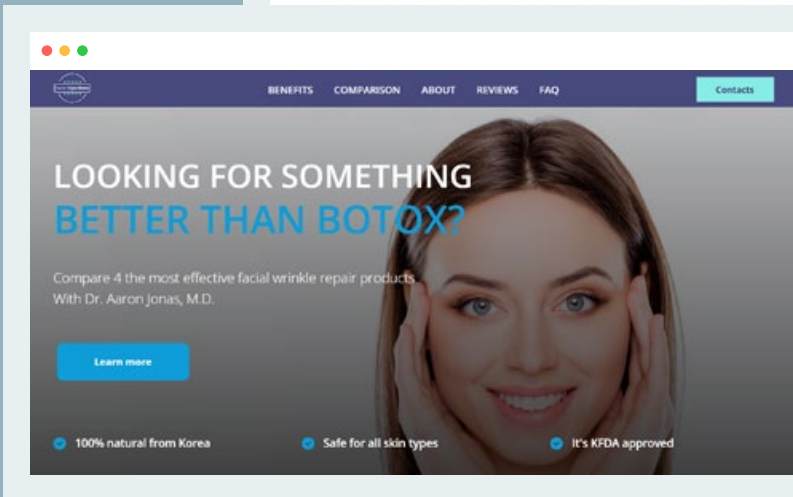 BENEFITS COMPARISON ABOUT REVIEWS FAQ Contacts
LOOKING FOR SOMETHING
BETTER THAN BOTOX?
Compare 4 the most effective facial wrinkle repair products
With Dr. Aaron Jonas, M.D.
Learn more
100% natural from Korea Safe for all skin types It's KFDA approved